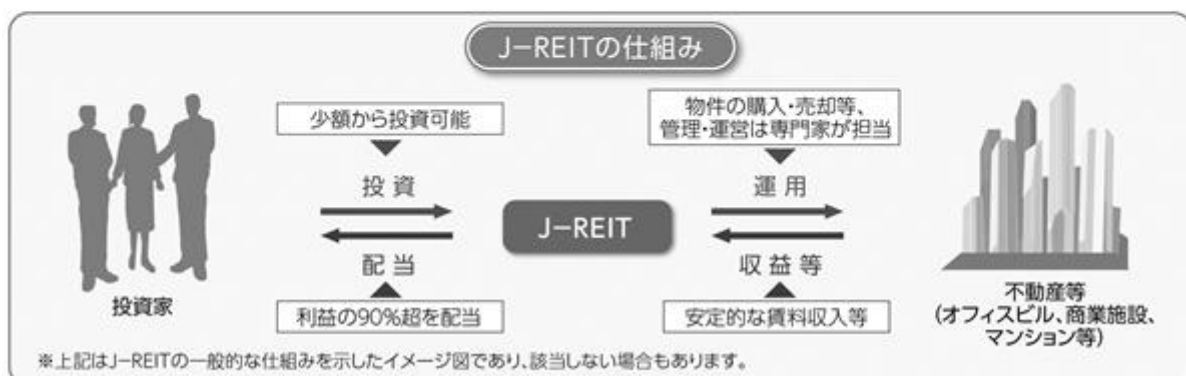 J−REITの仕組み
少額から投資可能
投資
配当
利益の90%超を配当
投資家
J−REIT
物件の購入・売却等、
管理・運営は専門家が担当
運用
収益等
安定的な賃料収入等
不動産等
(オフィスビル、商業施設、
マンション等)
※上記はJ−REITの一般的な仕組みを示したイメージ図であり、該当しない場合もあります。